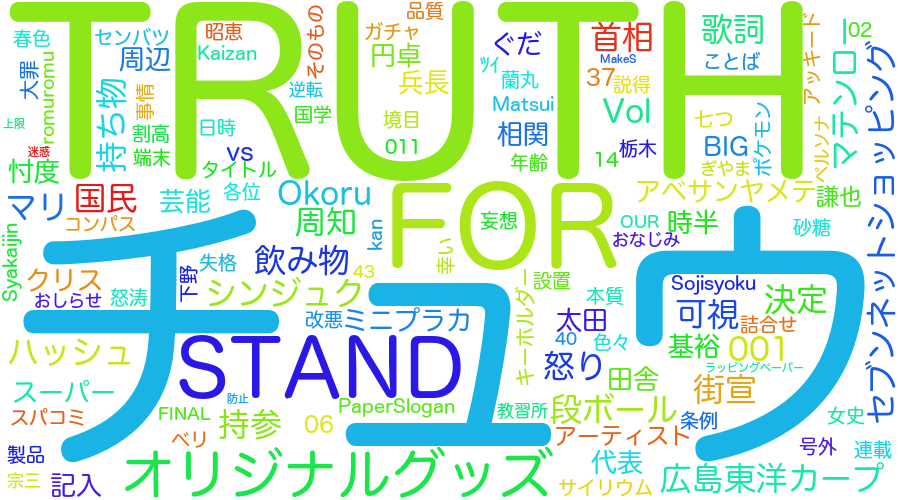 TRUTH
春色
センバツ
昭恵
そのもの
品質
ガチャ
ぐだ
首相
歌詞
アッキード
02
周辺
Kaizan
円卓
MakeS
ことば
大罪
romuromu
持ち物
事情
逆転
兵長
ツイ
蘭丸
37
説得
マテンロー
セブンネットショッピング
上限
国学
境目
Matsui
Vol
七つ
ポケモン
ペルソナ
迷惑
割高
日時
011
相関
栃木
BIG
忖度
端末
vs
タイトル
年齢
14
ぎやま
マリ
国民
芸能
各位
Okoru
FOR
妄想
OUR
アベサンヤメテ
謙也
コンパス
周知
kan
幸い
おなじみ
時半
砂糖
Syakaijin
クリス
下野
失格
飲み物
43
設置
Sojisyoku
チユウ
おしらせ
怒涛
シンジュク
キーホルダー
本質
可視
決定
ハッシュ
改悪
ミニプラカ
太田
40
色々
詰合せ
基裕
001
STAND
怒り
スーパー
田舎
ラッピングペーパー
街宣
スパコミ
FINAL
防止
PaperSlogan
教習所
段ボール
条例
女史
ベリ
持参
06
アーティスト
号外
連載
製品
オリジナルグッズ
代表
宗三
記入
サイリウム
広島東洋カープ